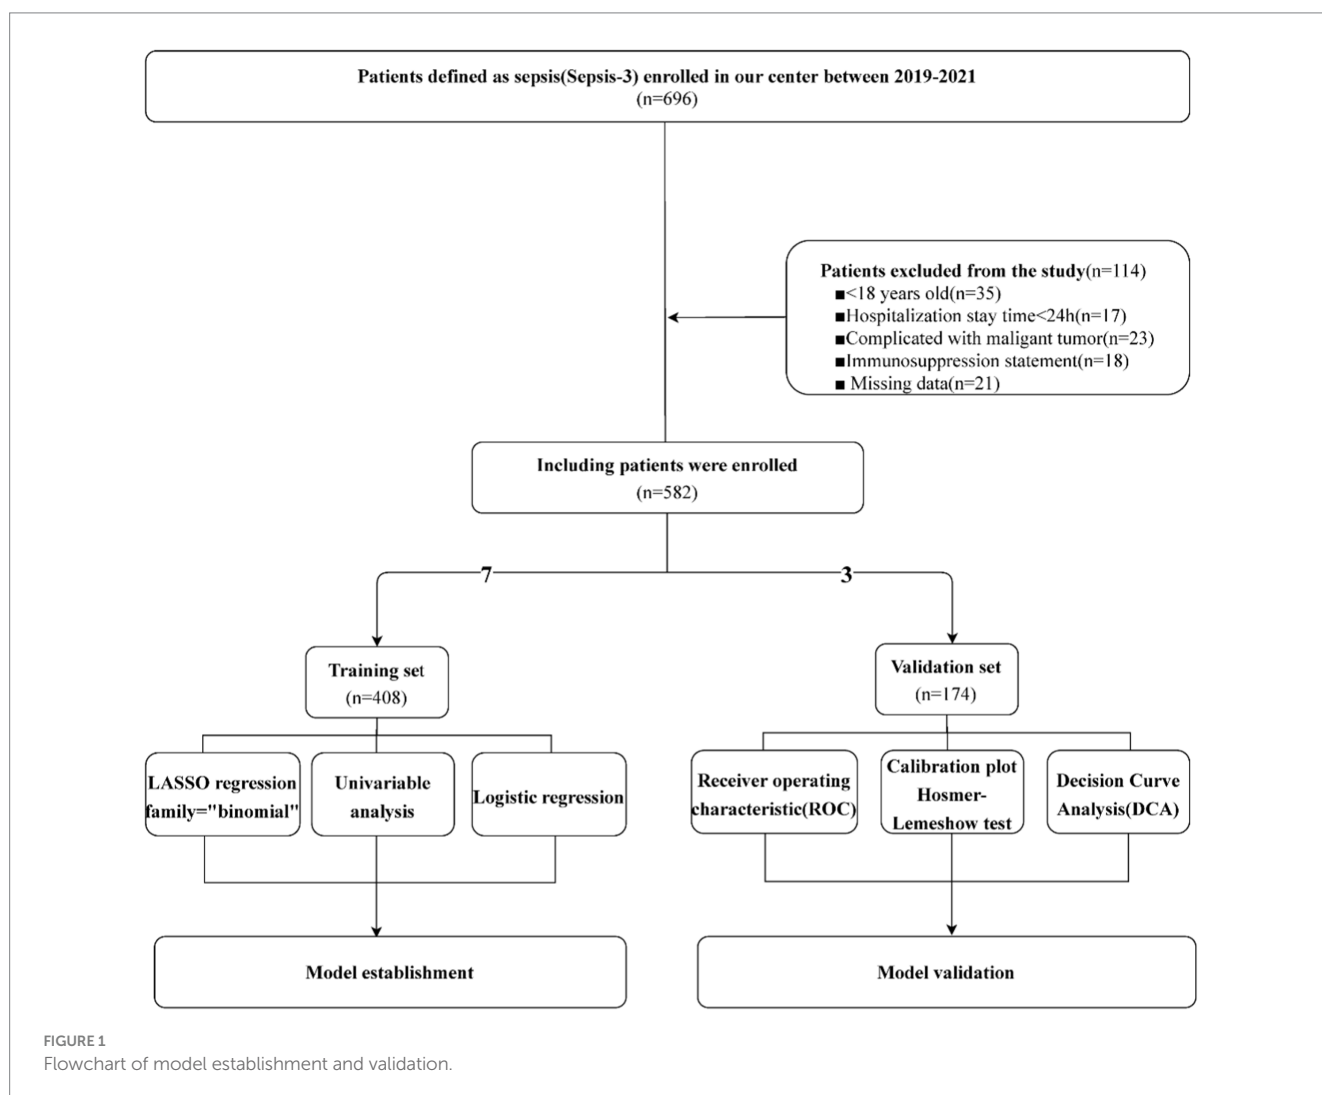 Patients defined as sepsis(Sepsis-3) enrolled in our center between 2019-2021
(n=696)
Patients excluded from the study(n=114)
■<18 years old(n=35)
■Hospitalization stay time<24h(n=17)
■Complicated with maligant tumor(n=23)
■Immunosuppression statement(n=18)
■ Missing data(n=21)
Including patients were enrolled
(n=582)
7
3
Training set
(n=408)
Validation set
(n=174)
LASSO regression
family="binomial"
Univariable
analysis
Logistic regression
Receiver operating
characteristic(ROC)
Calibration plot
Hosmer-
Lemeshow test
Decision Curve
Analysis(DCA)
Model establishment
Model validation
FIGURE 1
Flowchart of model establishment and validation.